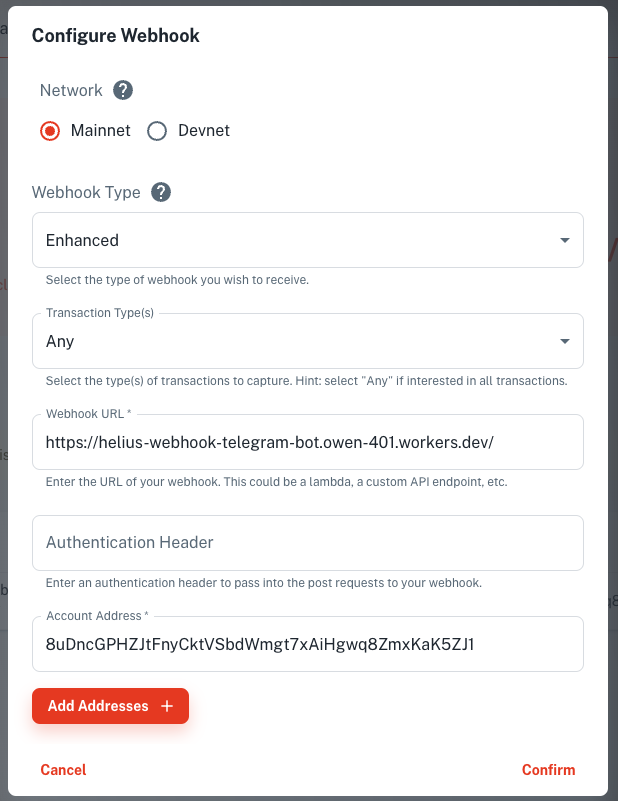 Configure Webhook
Network ?
Mainnet Devnet
Webhook Type ?
Enhanced
Select the type of webhook you wish to receive.
Transaction Type(s)
Any
Select the type(s) of transactions to capture. Hint: select "Any" if interested in all transactions.
Webhook URL *
https://helius-webhook-telegram-bot.owen-401.workers.dev/
Enter the URL of your webhook. This could be a lambda, a custom API endpoint, etc.
Authentication Header
Enter an authentication header to pass into the post requests to your webhook.
Account Address *
8uDncGPHZJtFnyCktVSbdWmgt7xAiHgwq8ZmxKaK5ZJ1
Add Addresses +
Cancel Confirm